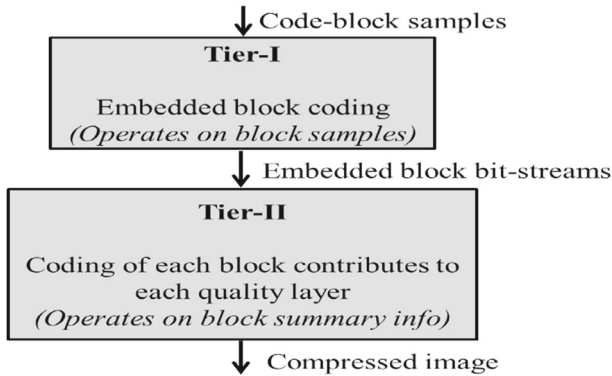 Code-block samples
Tier-I
Embedded block coding
(Operates on block samples)
Embedded block bit-streams
Tier-II
Coding of each block contributes to
each quality layer
(Operates on block summary info)
Compressed image